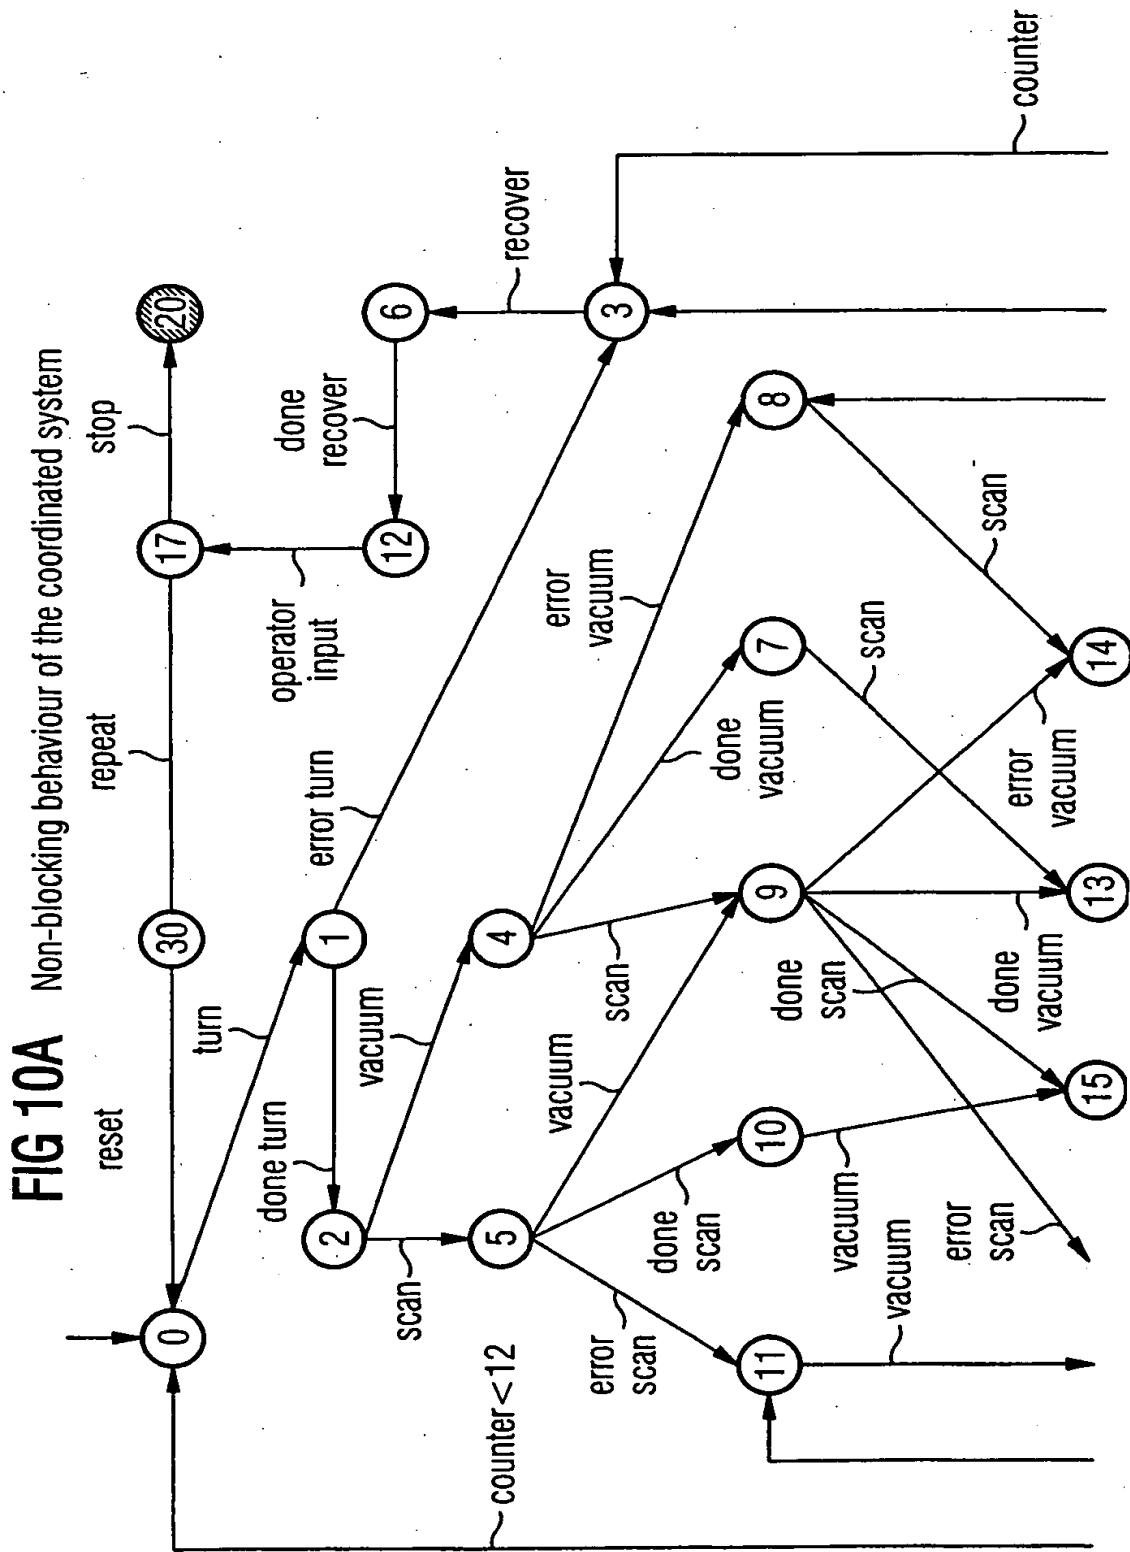 FIG 10A
Non-blocking behaviour of the coordinated system
reset
repeat
stop
30
17
20
0
turn
operator
input
done
recover
12
6
recover
counter
done turn
error turn
1
2
3
vacuum
scan
4
5
counter<12
error
scan
done
scan
vacuum
scan
done
vacuum
error
vacuum
11
10
9
7
8
vacuum
vacuum
error
scan
done
scan
done
vacuum
error
vacuum
scan
scan
15
13
14